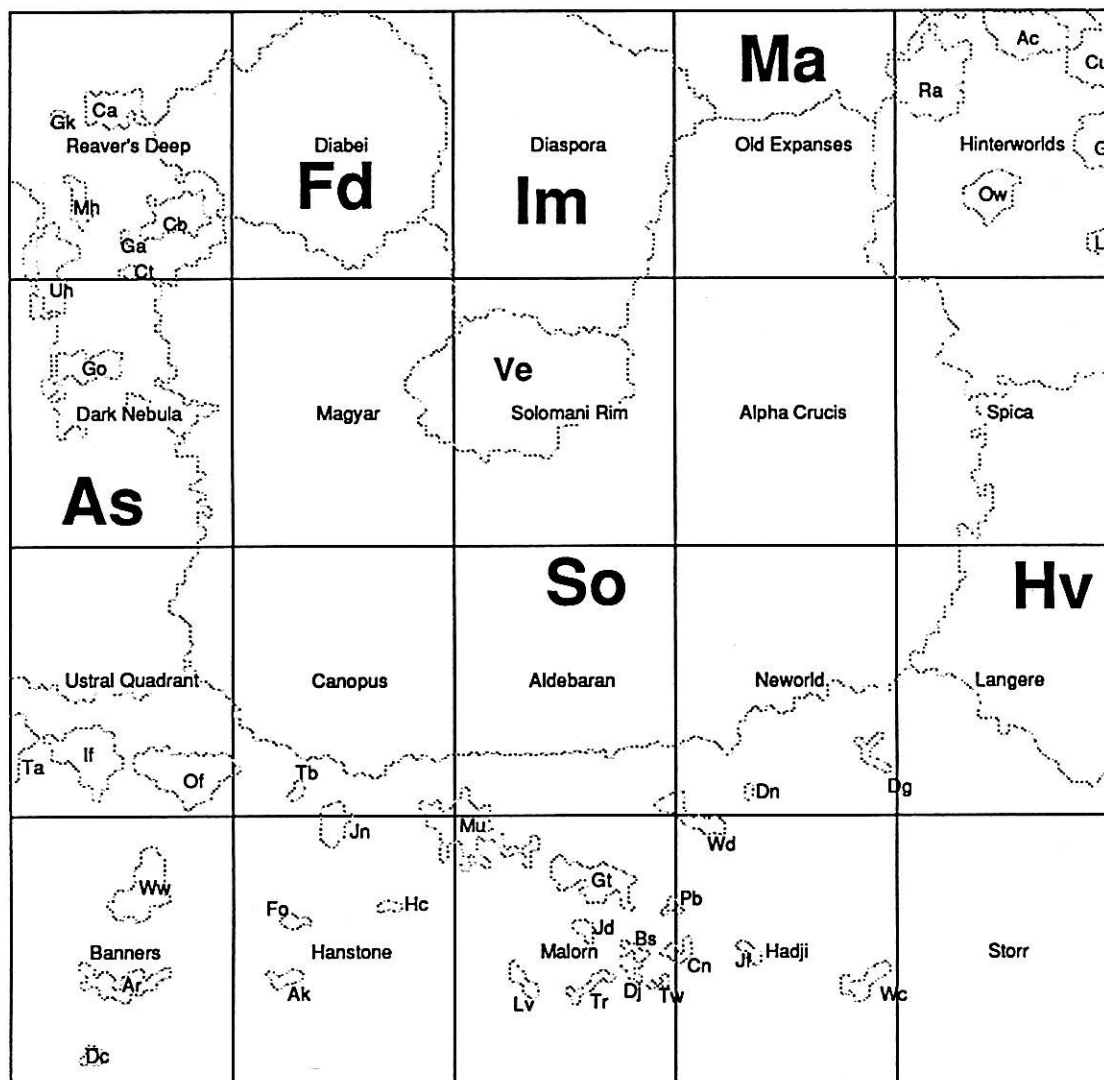 Ma
Ac
Cu
Ca
Ra
Gk
Reaver's Deep
Diabei
Diaspora
Old Expanses
Hinterworlds
G
Fd
Im
Mh
Ow
Cb
Ga
L
Ct
Uh
Go
Ve
Dark Nebula
Magyar
Solomani Rim
Alpha Crucis
Spica
As
So
Hv
Ustral Quadrant
Canopus
Aldebaran
Neworld
Langere
If
Ta
Of
Tb
Dn
Dg
Jn
Mu
Wd
Ww
Gt
Fo
Hc
Pb
Jd
Bs
Banners
Hanstone
Malorn
Hadji
Storr
Cn
Ar
Ak
Lv
Tr
Dj
Tw
Wc
Dc